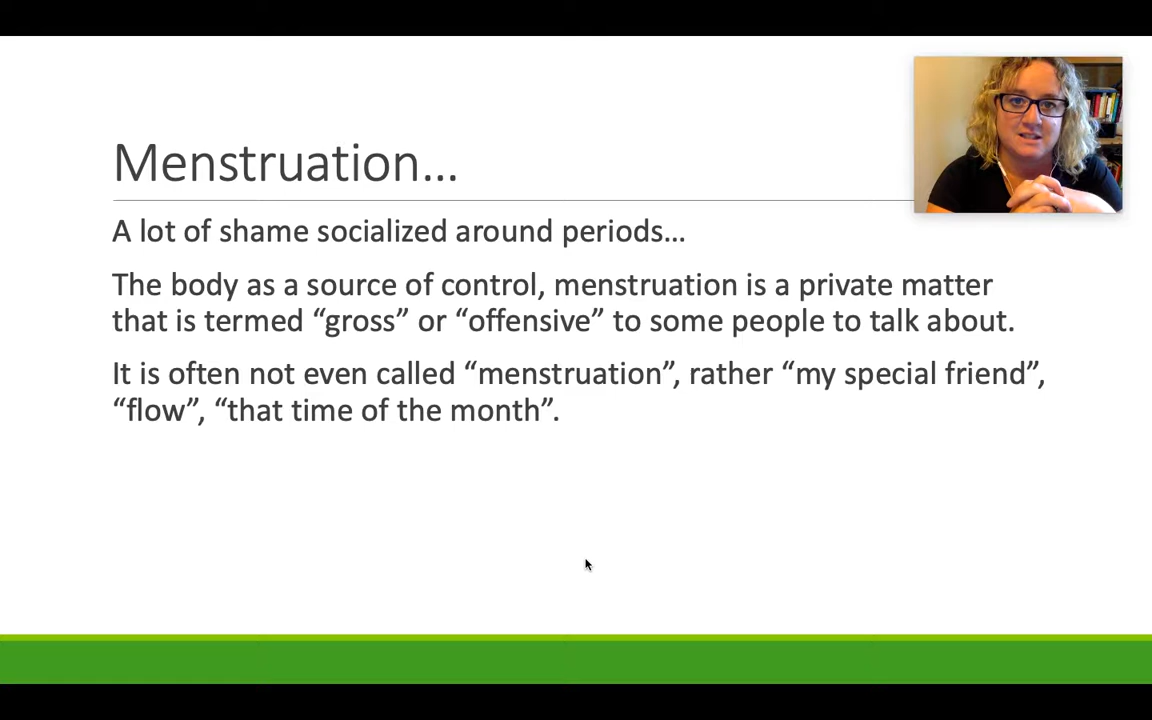 Menstruation…
A lot of shame socialized around periods…
The body as a source of control, menstruation is a private matter
that is termed “gross” or “offensive” to some people to talk about.
It is often not even called “menstruation”, rather “my special friend”,
“flow”, “that time of the month”.